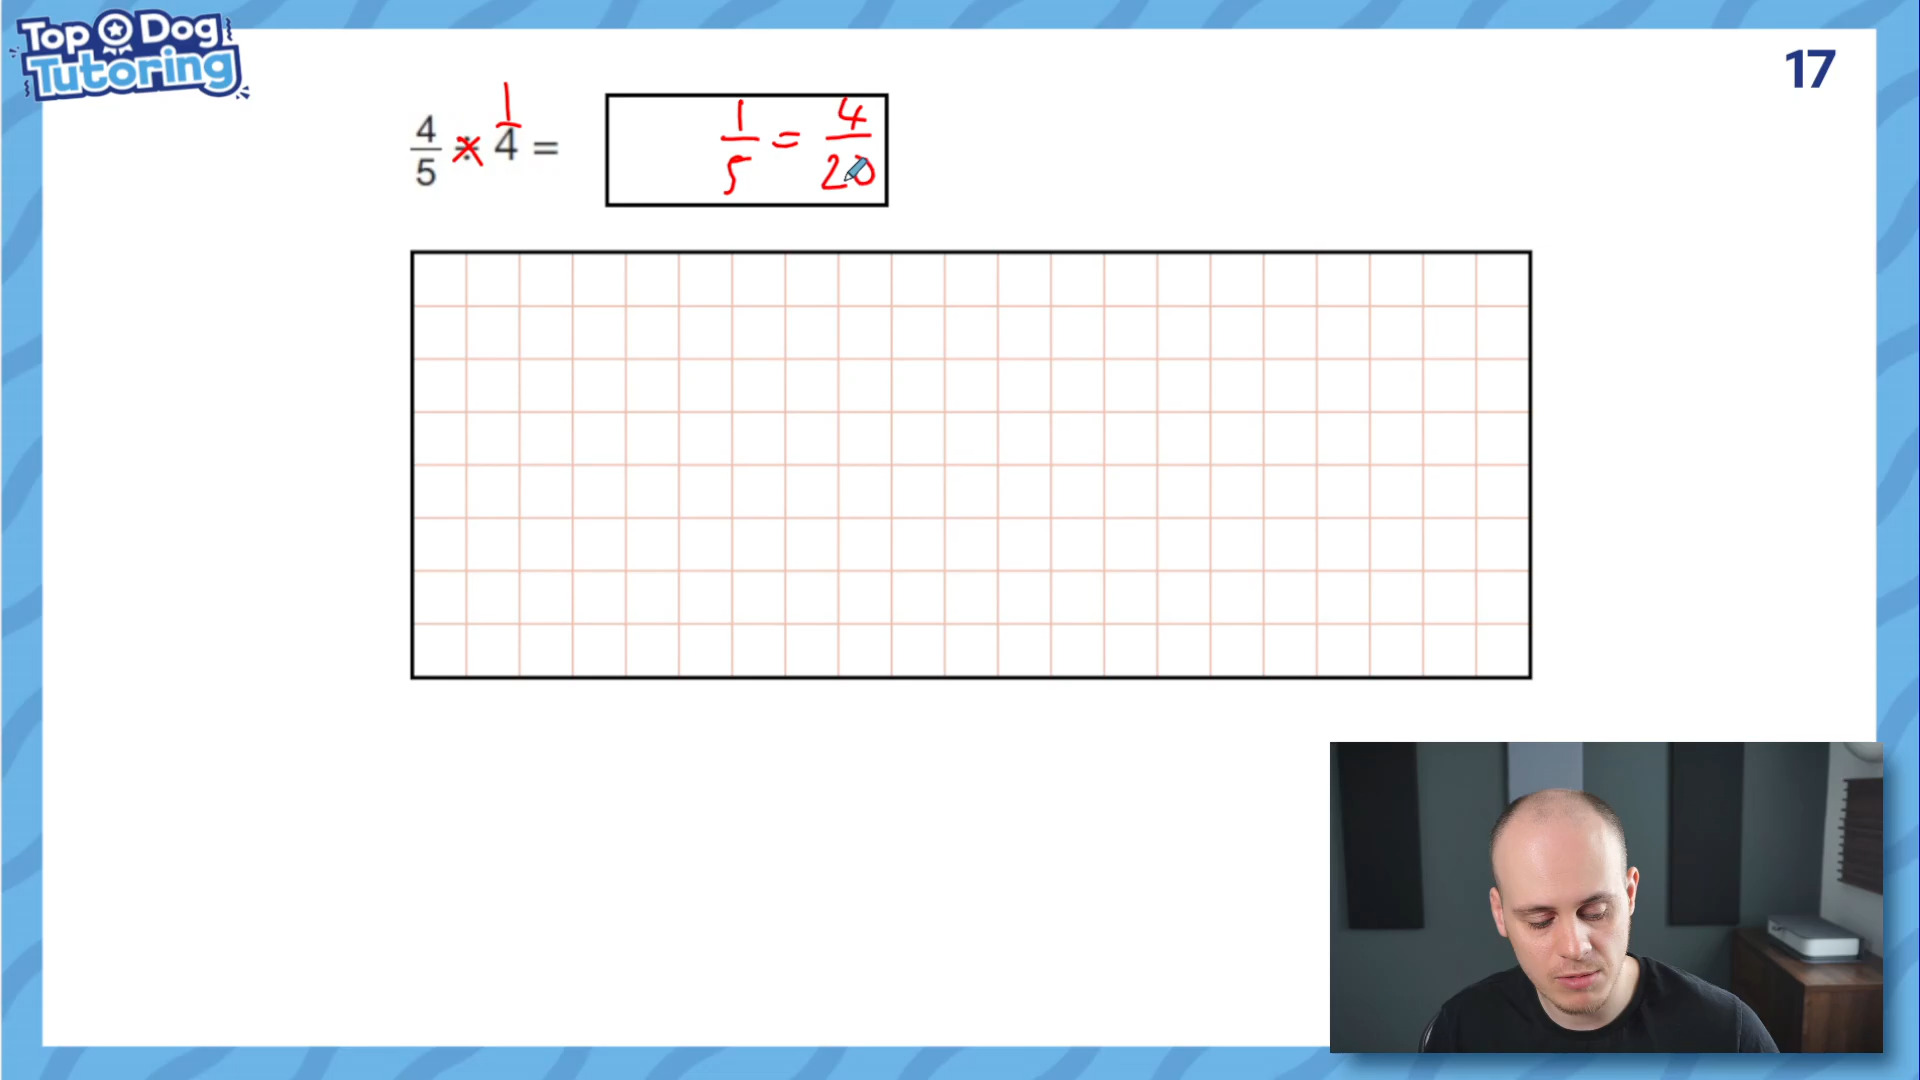 Top Dog
Tutoring
17
4/5 × 1/4 =
1/5 = 4/20